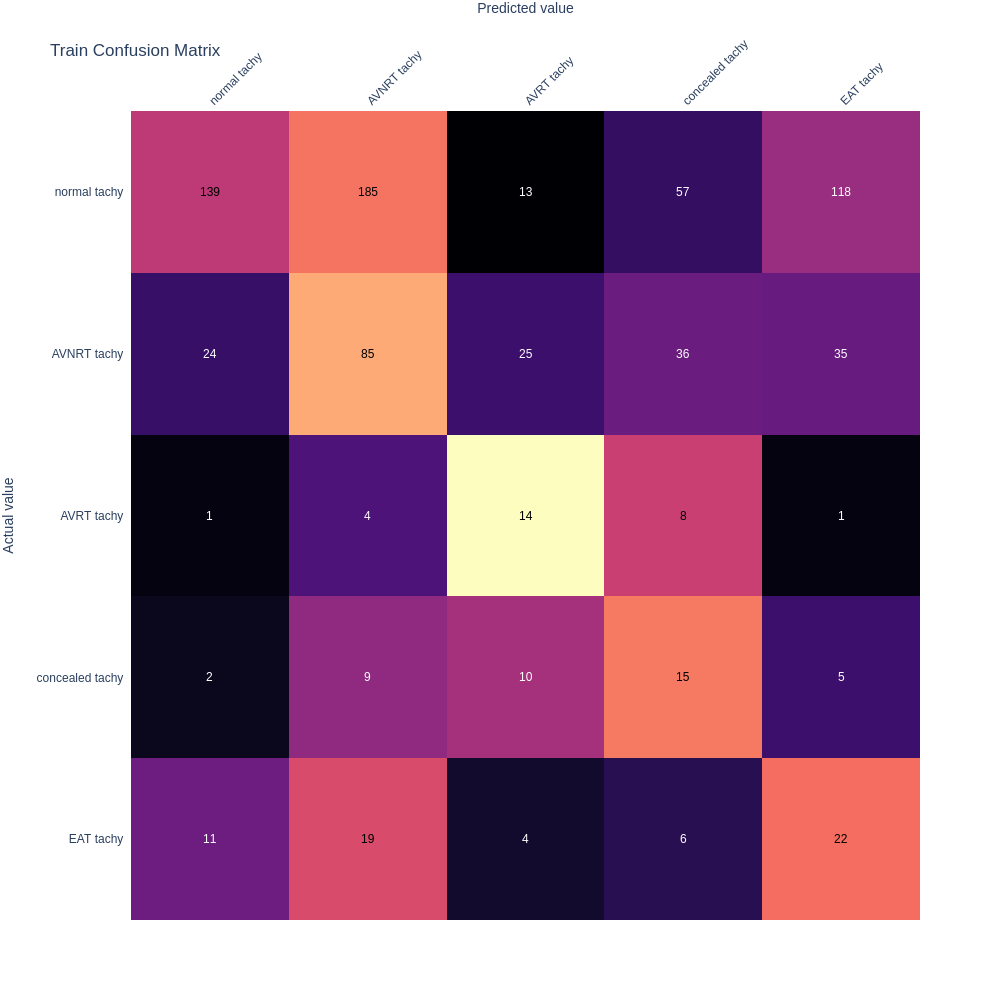 Predicted value
Train Confusion Matrix
normal tachy
AVNRT tachy
AVRT tachy
concealed tachy
EAT tachy
Actual value
normal tachy 139 185 13 57 118
AVNRT tachy 24 85 25 36 35
AVRT tachy 1 4 14 8 1
concealed tachy 2 9 10 15 5
EAT tachy 11 19 4 6 22